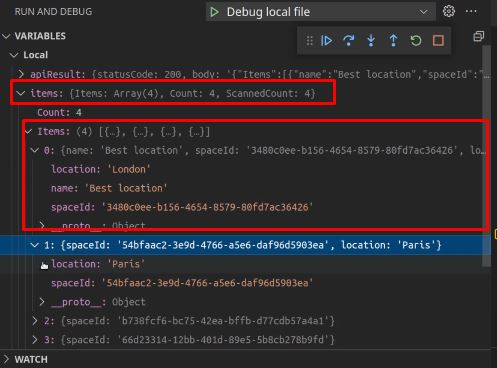 RUN AND DEBUG
Debug local file
VARIABLES
Local
apiResult: {statusCode: 200, body: '{"Items":[{"name":"Best location","spaceId":"…
items: {Items: Array(4), Count: 4, ScannedCount: 4}
Count: 4
Items: (4) [{…}, {…}, {…}, {…}]
0: {name: 'Best location', spaceId: '3480c0ee-b156-4654-8579-80fd7ac36426', lo…
location: 'London'
name: 'Best location'
spaceId: '3480c0ee-b156-4654-8579-80fd7ac36426'
__proto__: Object
1: {spaceId: '54bfaac2-3e9d-4766-a5e6-daf96d5903ea', location: 'Paris'}
location: 'Paris'
spaceId: '54bfaac2-3e9d-4766-a5e6-daf96d5903ea'
__proto__: Object
2: {spaceId: 'b738fcf6-bc75-42ea-bffb-d77cdb57a4a1'}
3: {spaceId: '66d23314-12bb-401d-89e5-5b8cb278b9fd'}
WATCH